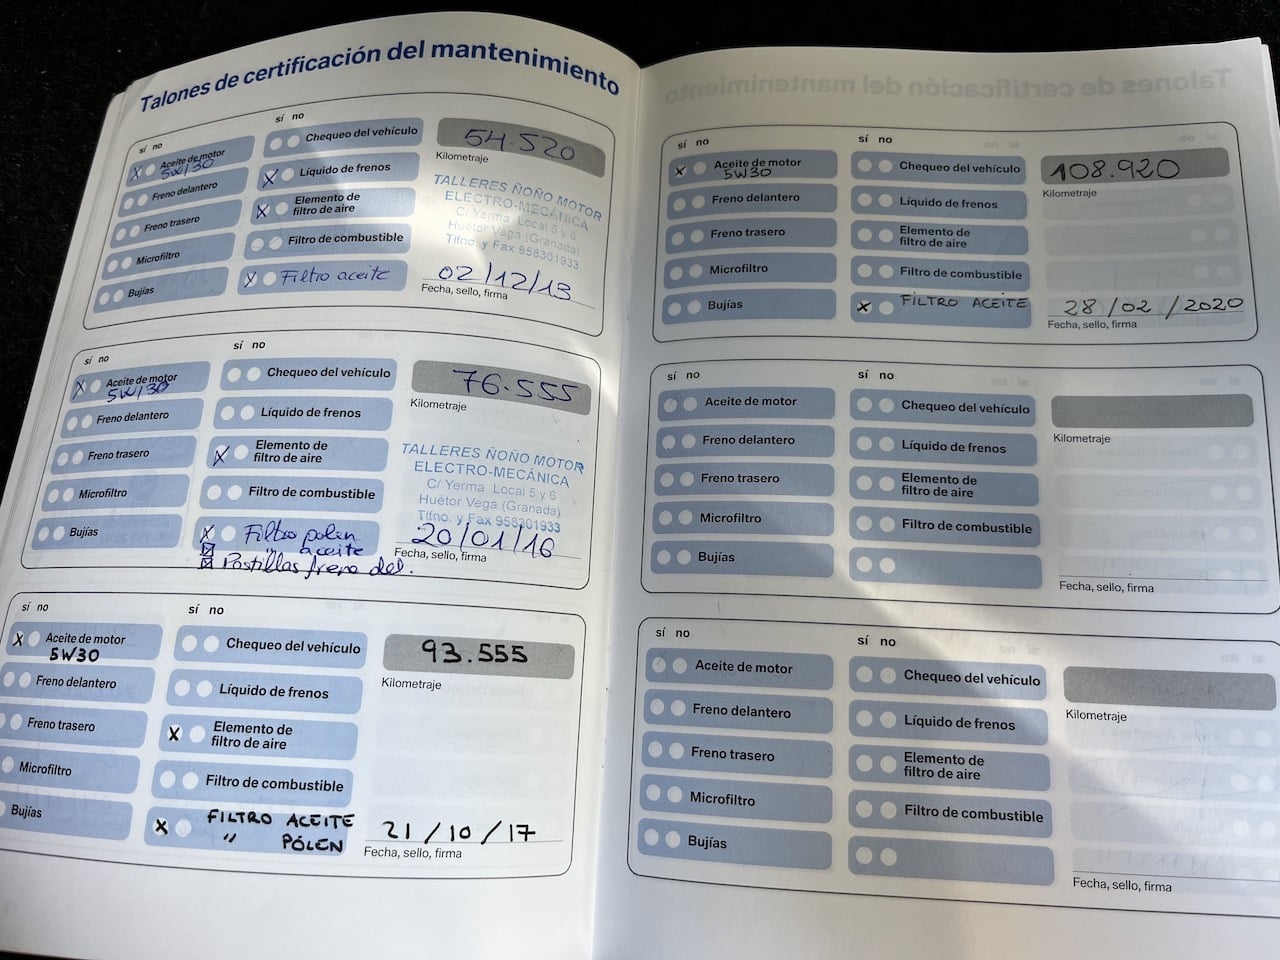 Talones de certificación del mantenimiento
sí no
Aceite de motor
5W/30
Freno delantero
Freno trasero
Microfiltro
Bujías
sí no
Chequeo del vehículo
Líquido de frenos
Elemento de
filtro de aire
Filtro de combustible
Filtro aceite
54.520
Kilometraje
TALLERES ÑOÑO MOTOR
ELECTRO-MECÁNICA
C/ Yerma Local 5 y 6
Huétor Vega (Granada)
Tlfno. y Fax 958301933
02/12/13
Fecha, sello, firma
sí no
Aceite de motor
5W/30
Freno delantero
Freno trasero
Microfiltro
Bujías
sí no
Chequeo del vehículo
Líquido de frenos
Elemento de
filtro de aire
Filtro de combustible
Filtro polen
" aceite
Pastillas freno del.
76.555
Kilometraje
TALLERES ÑOÑO MOTOR
ELECTRO-MECÁNICA
C/ Yerma Local 5 y 6
Huétor Vega (Granada)
Tlfno. y Fax 958301933
20/01/16
Fecha, sello, firma
sí no
Aceite de motor
5W30
Freno delantero
Freno trasero
Microfiltro
Bujías
sí no
Chequeo del vehículo
Líquido de frenos
Elemento de
filtro de aire
Filtro de combustible
FILTRO ACEITE
" PÓLEN
93.555
Kilometraje
21/10/17
Fecha, sello, firma
sí no
Aceite de motor
5W30
Freno delantero
Freno trasero
Microfiltro
Bujías
sí no
Chequeo del vehículo
Líquido de frenos
Elemento de
filtro de aire
Filtro de combustible
FILTRO ACEITE
108.920
Kilometraje
28/02/2020
Fecha, sello, firma
sí no
Aceite de motor
Freno delantero
Freno trasero
Microfiltro
Bujías
sí no
Chequeo del vehículo
Líquido de frenos
Elemento de
filtro de aire
Filtro de combustible
Kilometraje
Fecha, sello, firma
sí no
Aceite de motor
Freno delantero
Freno trasero
Microfiltro
Bujías
sí no
Chequeo del vehículo
Líquido de frenos
Elemento de
filtro de aire
Filtro de combustible
Kilometraje
Fecha, sello, firma